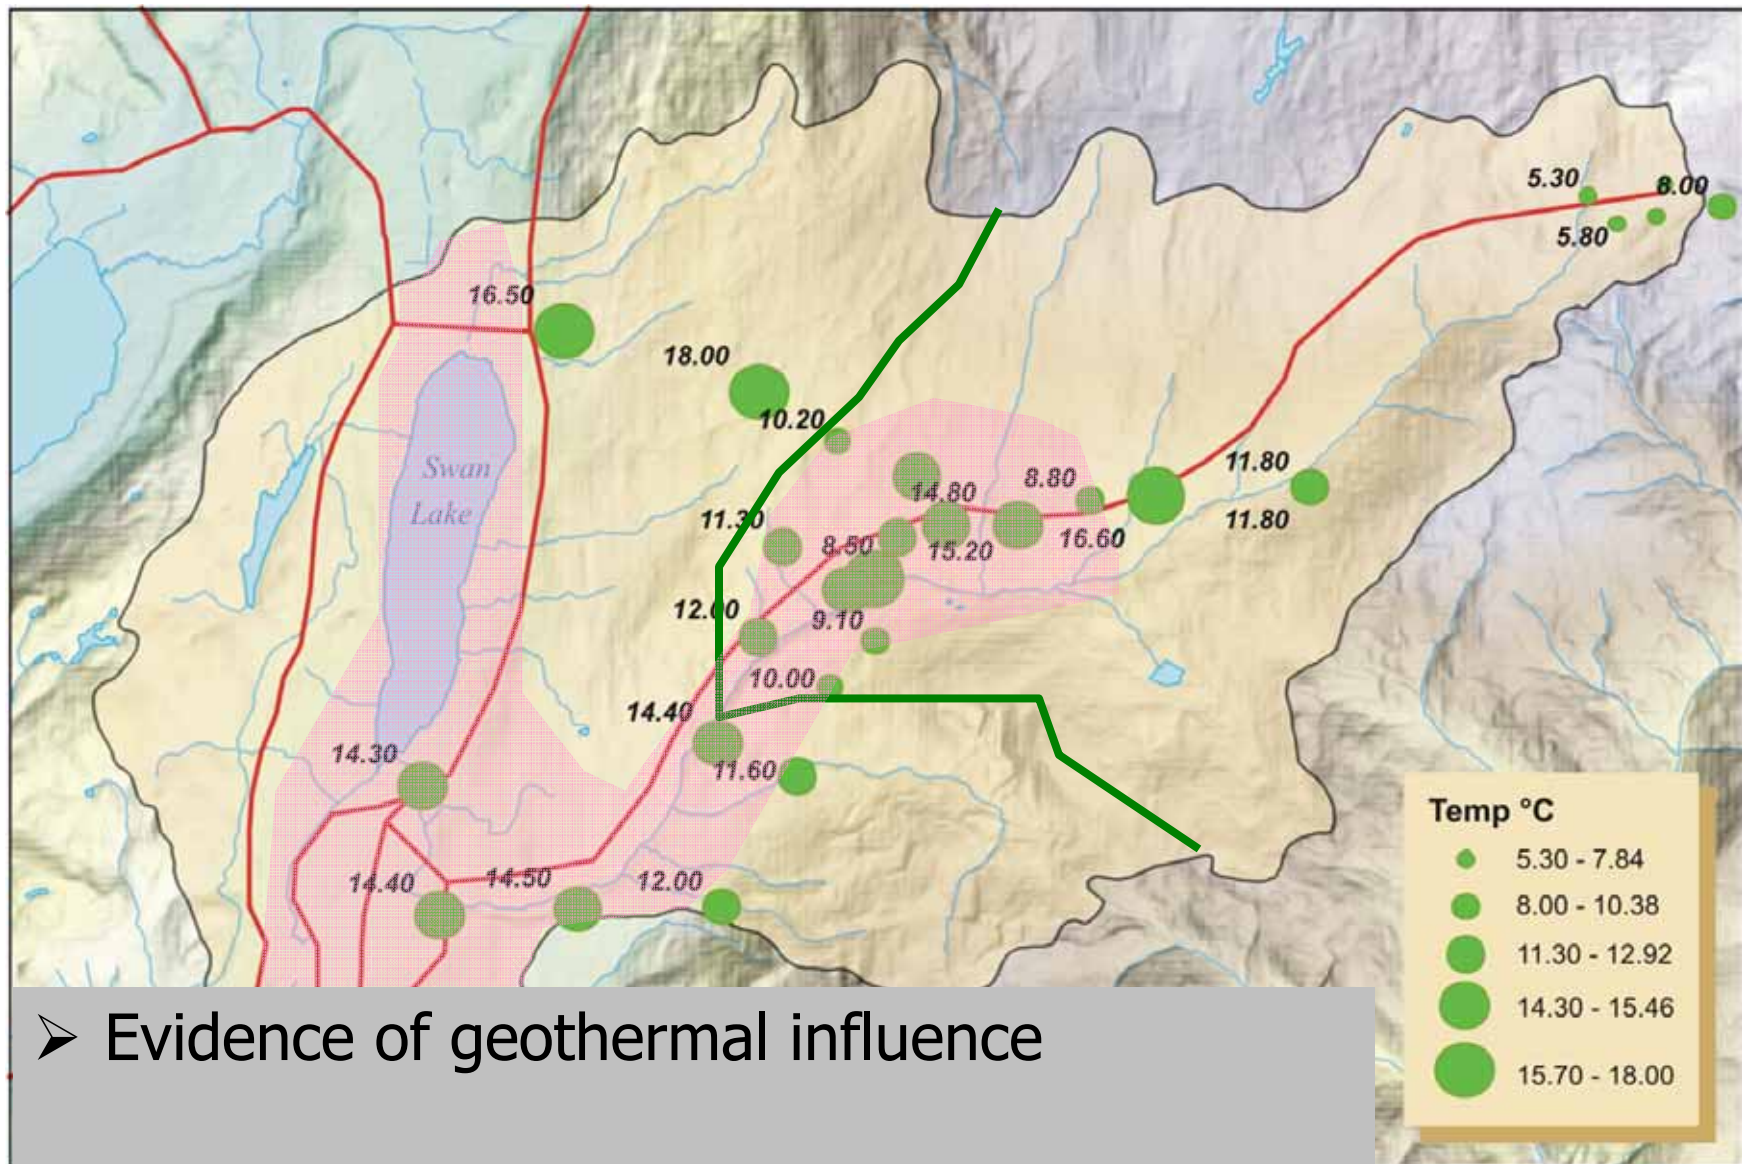 5.30
8.00
5.80
16.50
18.00
10.20
Swan
Lake
11.30
14.80
8.80
11.80
8.50
15.20
16.60
11.80
12.00
9.10
10.00
14.40
14.30
11.60
14.40
14.50
12.00
Temp °C
5.30 - 7.84
8.00 - 10.38
11.30 - 12.92
14.30 - 15.46
15.70 - 18.00
➢ Evidence of geothermal influence